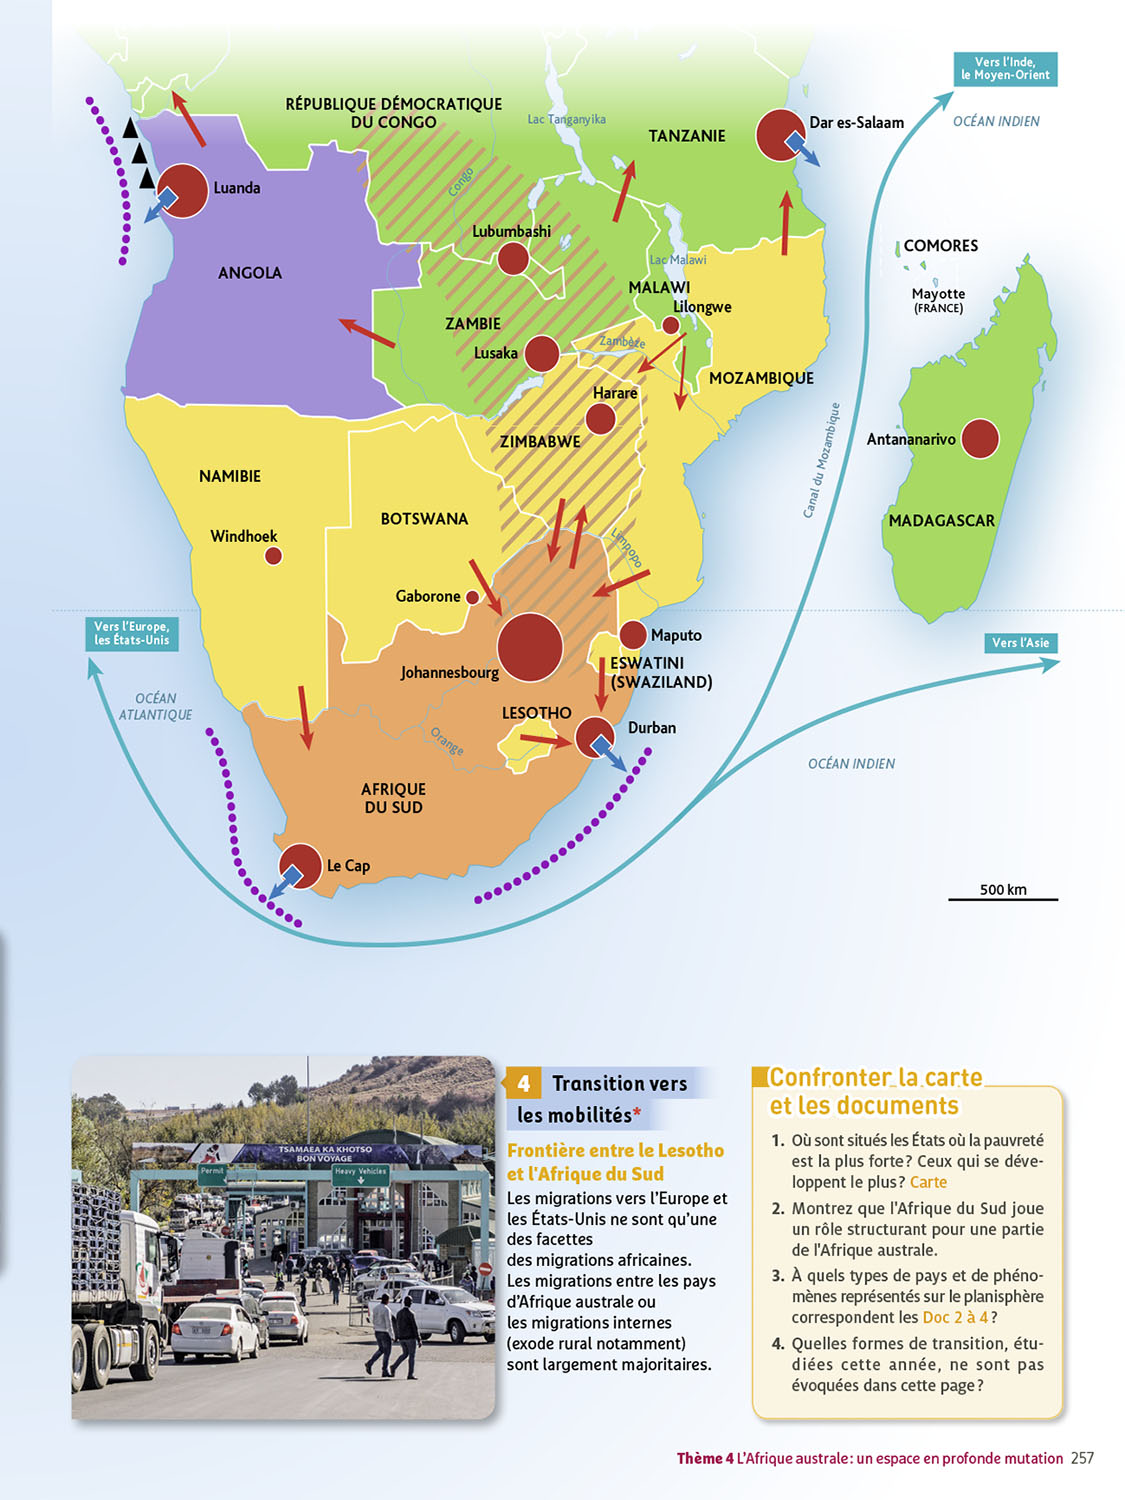 Vers l'Inde,
le Moyen-Orient
OCÉAN INDIEN
RÉPUBLIQUE DÉMOCRATIQUE
DU CONGO
Lac Tanganyika
TANZANIE
Dar es-Salaam
Luanda
Congo
Lubumbashi
ANGOLA
COMORES
Lac Malawi
Mayotte
(FRANCE)
MALAWI
Lilongwe
ZAMBIE
Lusaka
Zambèze
MOZAMBIQUE
Harare
ZIMBABWE
Canal du Mozambique
Antananarivo
NAMIBIE
BOTSWANA
MADAGASCAR
Windhoek
Limpopo
Gaborone
Vers l'Europe,
les États-Unis
Maputo
Vers l'Asie
Johannesbourg
ESWATINI
(SWAZILAND)
OCÉAN
ATLANTIQUE
LESOTHO
Durban
Orange
OCÉAN INDIEN
AFRIQUE
DU SUD
Le Cap
500 km
TSAMAEA KA KHOTSO
BON VOYAGE
Permit
Heavy Vehicles
4 Transition vers
les mobilités*
Frontière entre le Lesotho
et l'Afrique du Sud
Les migrations vers l'Europe et
les États-Unis ne sont qu'une
des facettes
des migrations africaines.
Les migrations entre les pays
d'Afrique australe ou
les migrations internes
(exode rural notamment)
sont largement majoritaires.
Confronter la carte
et les documents
1. Où sont situés les États où la pauvreté
est la plus forte ? Ceux qui se déve-
loppent le plus ? Carte
2. Montrez que l'Afrique du Sud joue
un rôle structurant pour une partie
de l'Afrique australe.
3. À quels types de pays et de phéno-
mènes représentés sur le planisphère
correspondent les Doc 2 à 4 ?
4. Quelles formes de transition, étu-
diées cette année, ne sont pas
évoquées dans cette page ?
Thème 4 L'Afrique australe : un espace en profonde mutation 257